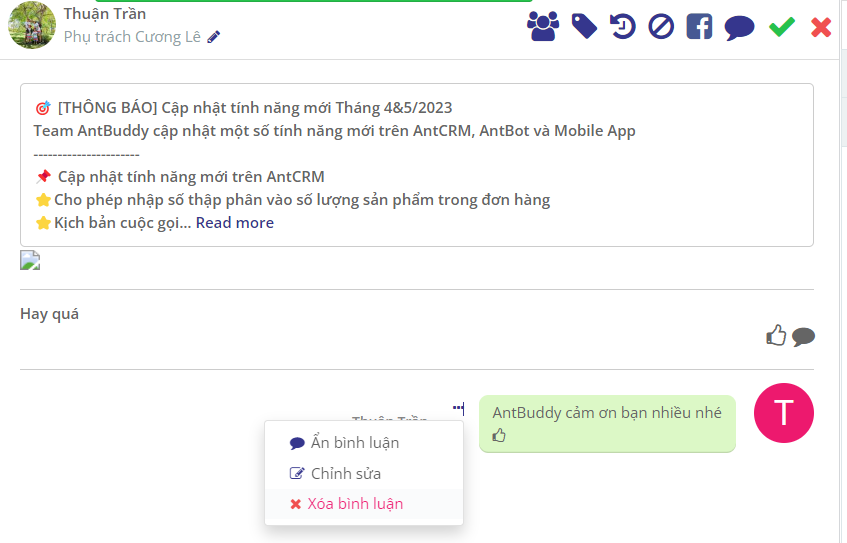 Thuận Trần
Phụ trách Cương Lê
[THÔNG BÁO] Cập nhật tính năng mới Tháng 4&5/2023
Team AntBuddy cập nhật một số tính năng mới trên AntCRM, AntBot và Mobile App
----------------------
Cập nhật tính năng mới trên AntCRM
Cho phép nhập số thập phân vào số lượng sản phẩm trong đơn hàng
Kịch bản cuộc gọi... Read more
Hay quá
AntBuddy cảm ơn bạn nhiều nhé
T
Thuận Trần
Ẩn bình luận
Chỉnh sửa
Xóa bình luận